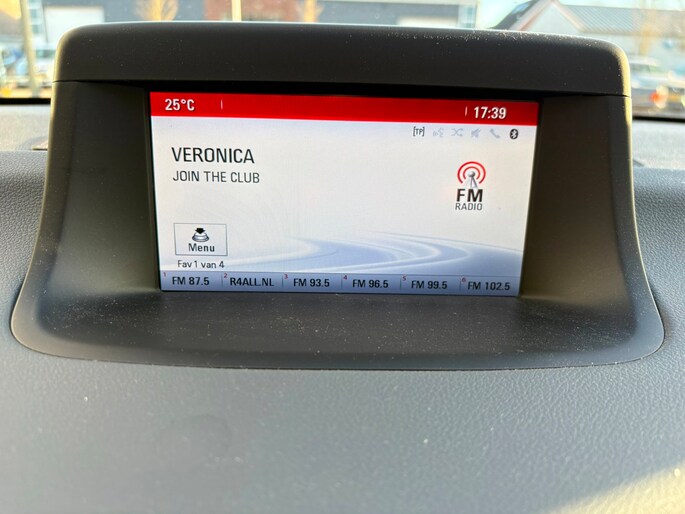 25°C
17:39
[TP]
VERONICA
JOIN THE CLUB
FM
RADIO
Menu
Fav 1 van 4
1 FM 87.5 2 R4ALL.NL 3 FM 93.5 4 FM 96.5 5 FM 99.5 6 FM 102.5